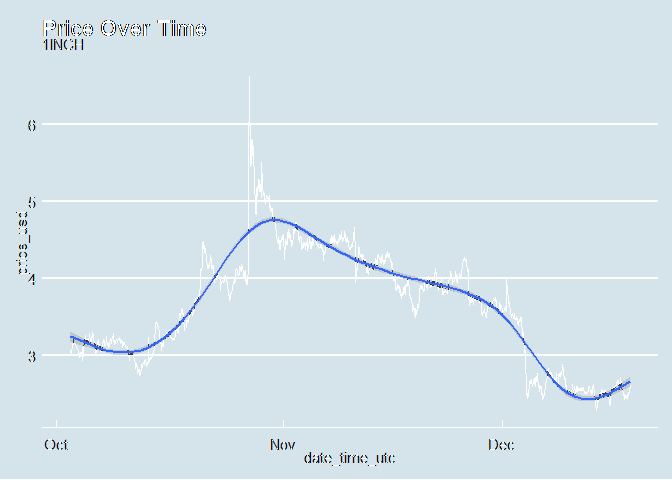 Price Over Time
1INCH
6
5
4
3
price_usd
Oct
Nov
Dec
date_time_utc